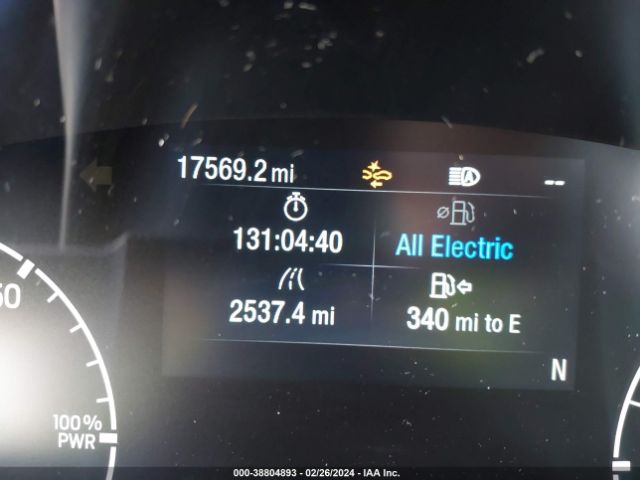 17569.2 mi
--
131:04:40
All Electric
2537.4 mi
340 mi to E
N
50
100%
PWR
000-38804893 - 02/26/2024 - IAA Inc.